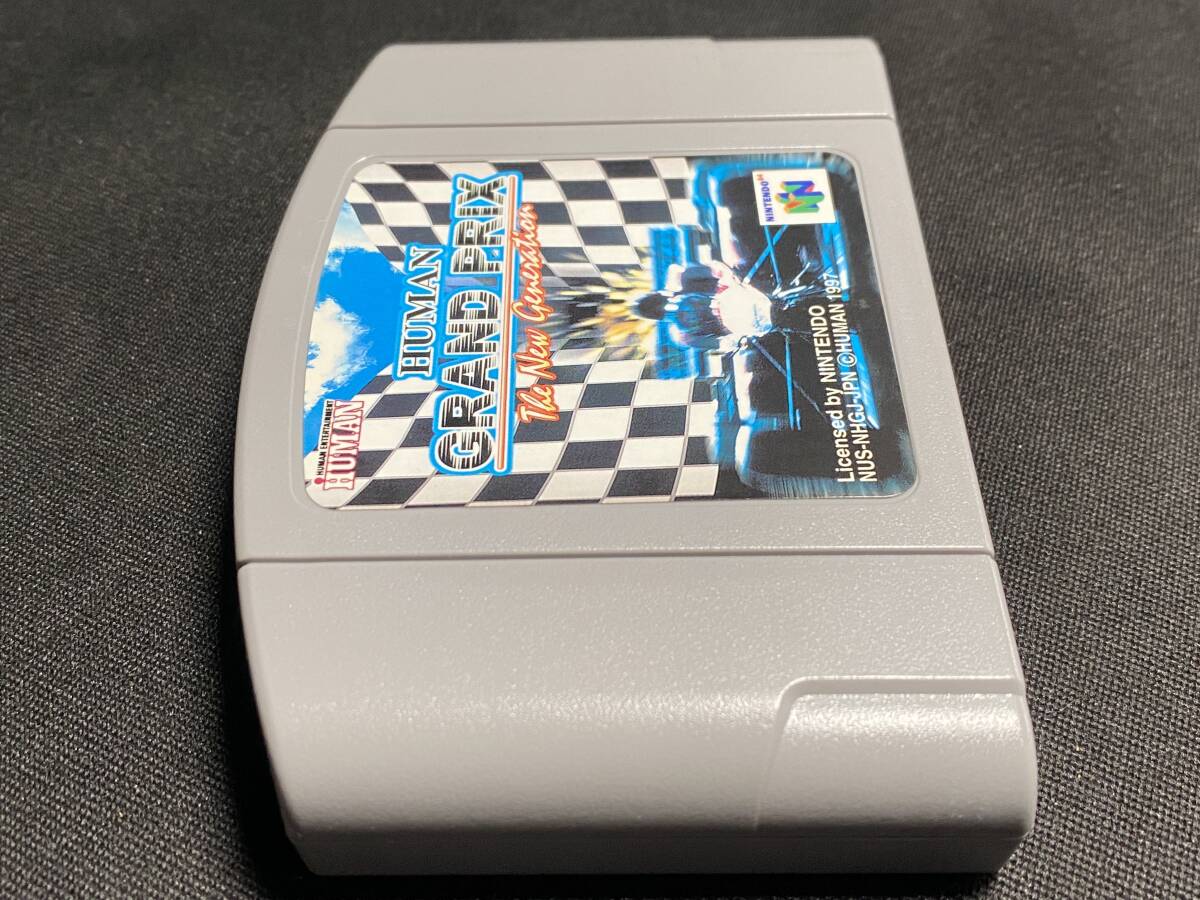 HUMAN ENTERTAINMENT
HUMAN
HUMAN
GRAND PRIX
The New Generation
NINTENDO64
Licensed by NINTENDO
NUS-NHGJ-JPN ©HUMAN 1997